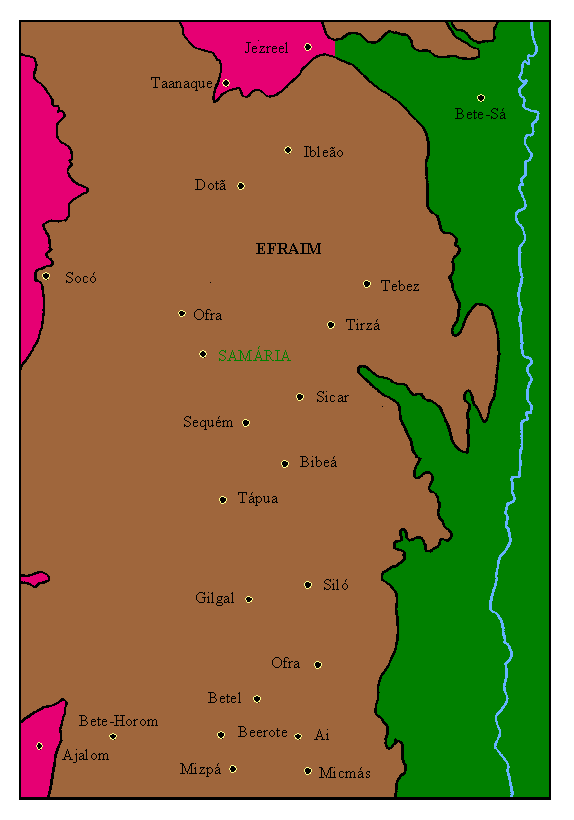 Jezreel
Taanaque
Bete-Sá
Ibleão
Dotã
EFRAIM
Socó
Tebez
Ofra
Tirzá
SAMÁRIA
Sicar
Sequém
Bibeá
Tápua
Siló
Gilgal
Ofra
Betel
Bete-Horom
Beerote
Ai
Ajalom
Mizpá
Micmás